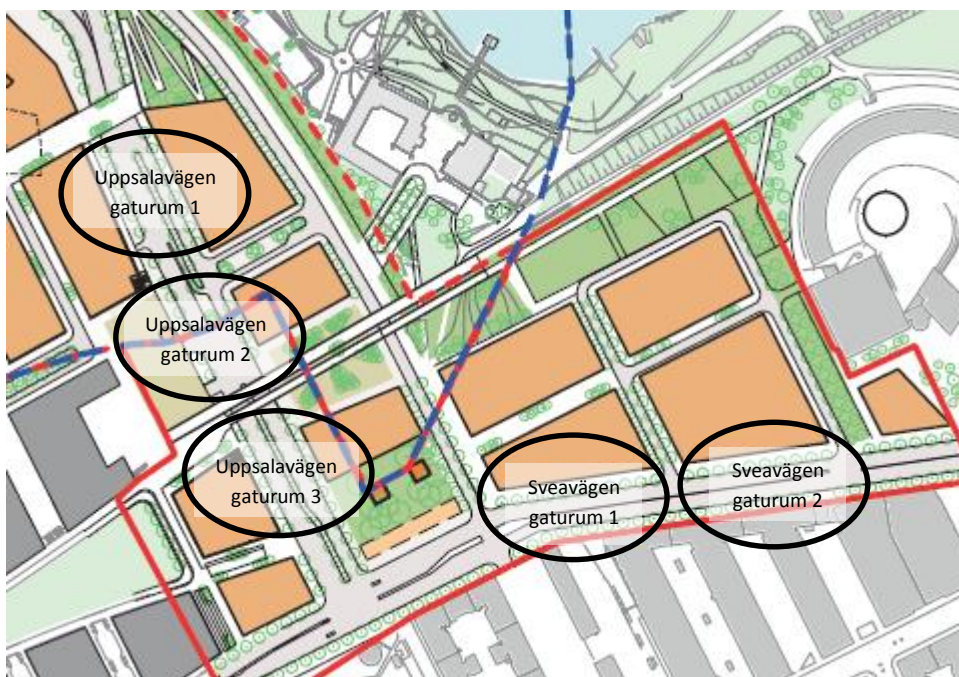 Uppsalavägen
gaturum 1
Uppsalavägen
gaturum 2
Uppsalavägen
gaturum 3
Sveavägen
gaturum 1
Sveavägen
gaturum 2